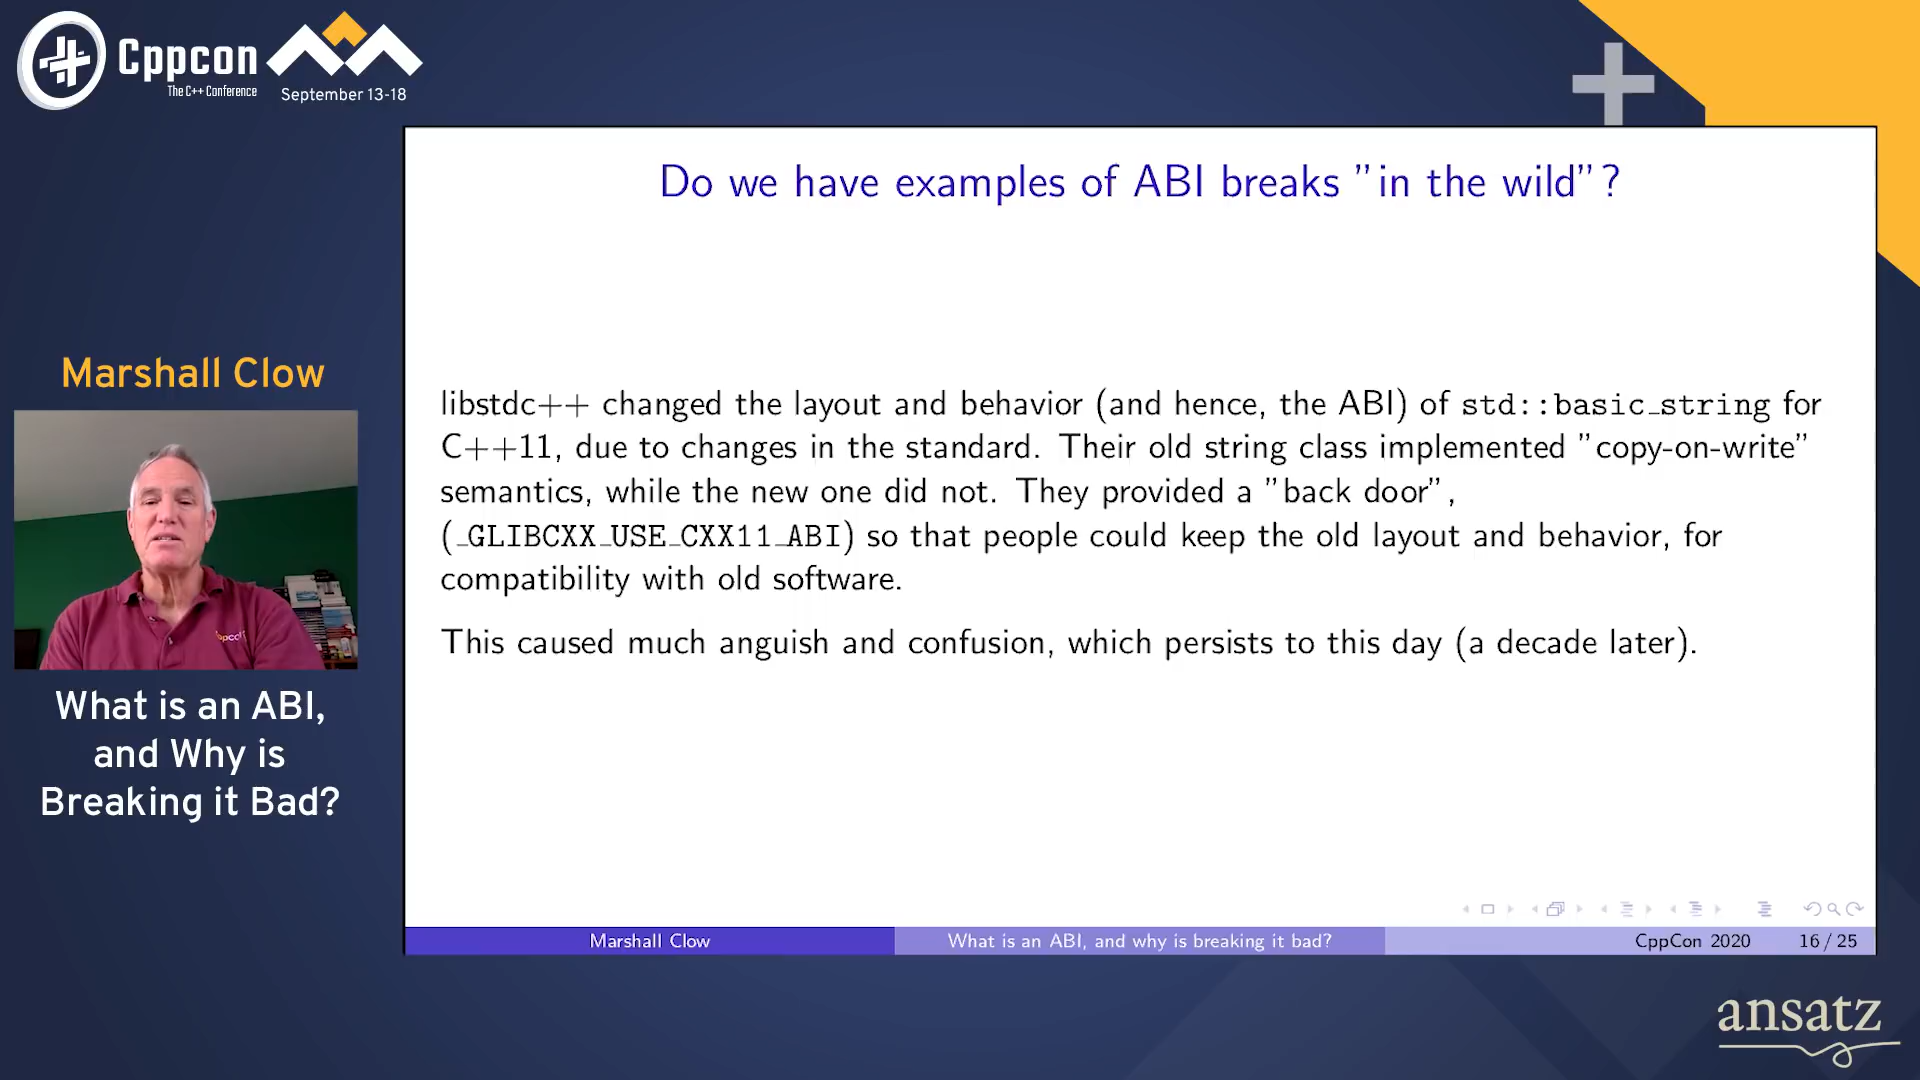 Cppcon
The C++ Conference
September 13-18
Do we have examples of ABI breaks ”in the wild”?
libstdc++ changed the layout and behavior (and hence, the ABI) of std::basic_string for
C++11, due to changes in the standard. Their old string class implemented ”copy-on-write”
semantics, while the new one did not. They provided a ”back door”,
(_GLIBCXX_USE_CXX11_ABI) so that people could keep the old layout and behavior, for
compatibility with old software.
This caused much anguish and confusion, which persists to this day (a decade later).
Marshall Clow
What is an ABI,
and Why is
Breaking it Bad?
Marshall Clow
What is an ABI, and why is breaking it bad?
CppCon 2020
16 / 25
ansatz